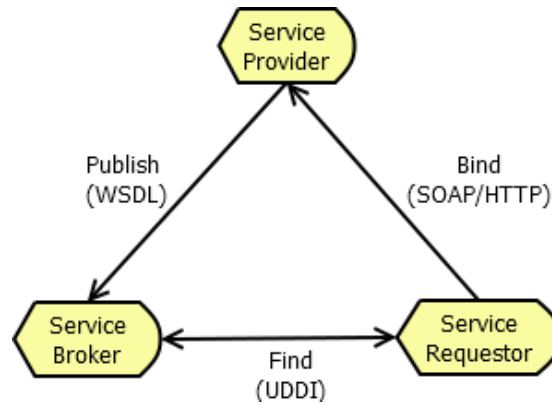 Service
Provider
Publish
(WSDL)
Bind
(SOAP/HTTP)
Service
Broker
Find
(UDDI)
Service
Requestor